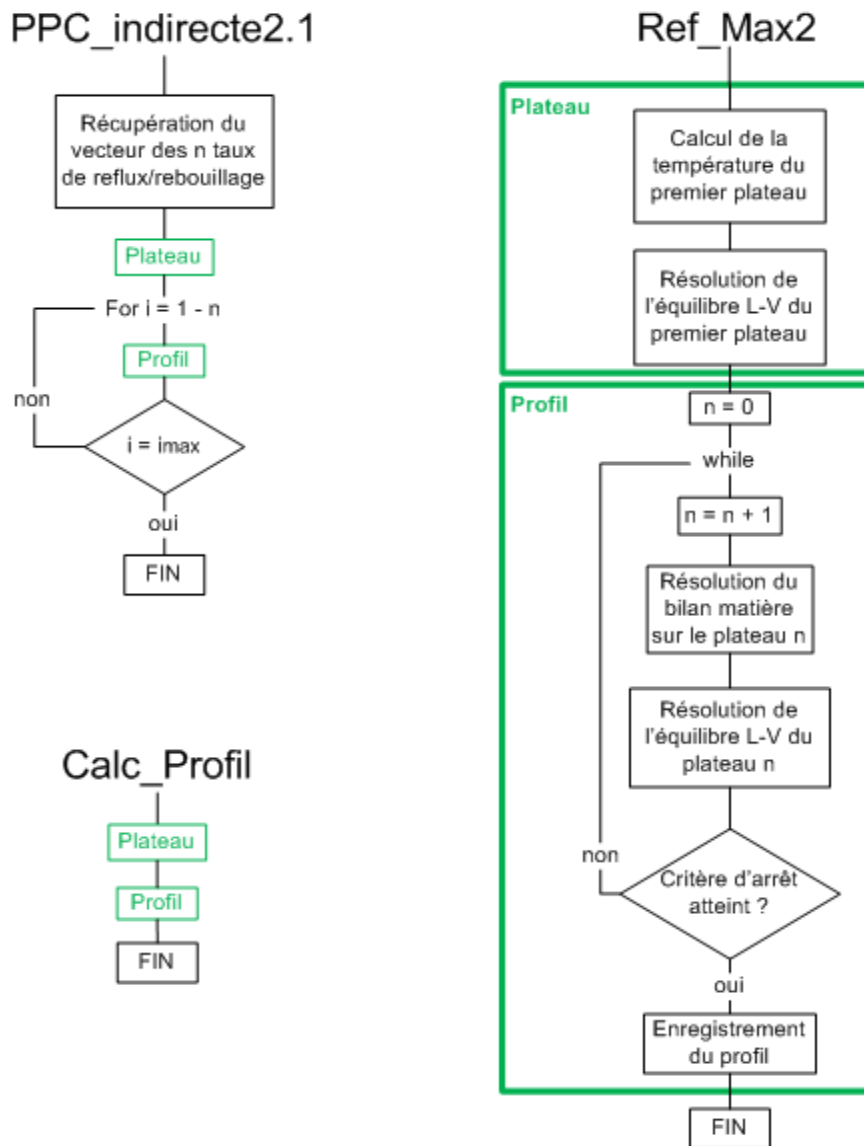 PPC_indirecte2.1
Récupération du
vecteur des n taux
de reflux/rebouillage
Plateau
For i = 1 - n
Profil
non
i = imax
oui
FIN
Calc_Profil
Plateau
Profil
FIN
Ref_Max2
Plateau
Calcul de la
température du
premier plateau
Résolution de
l'équilibre L-V du
premier plateau
Profil
n = 0
while
n = n + 1
Résolution du
bilan matière
sur le plateau n
Résolution de
l'équilibre L-V du
plateau n
non
Critère d'arrêt
atteint ?
oui
Enregistrement
du profil
FIN